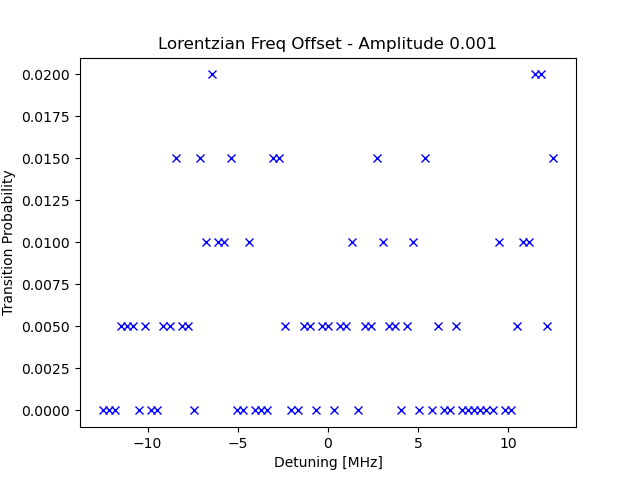 Lorentzian Freq Offset - Amplitude 0.001
Transition Probability
0.0200
0.0175
0.0150
0.0125
0.0100
0.0075
0.0050
0.0025
0.0000
−10 −5 0 5 10
Detuning [MHz]